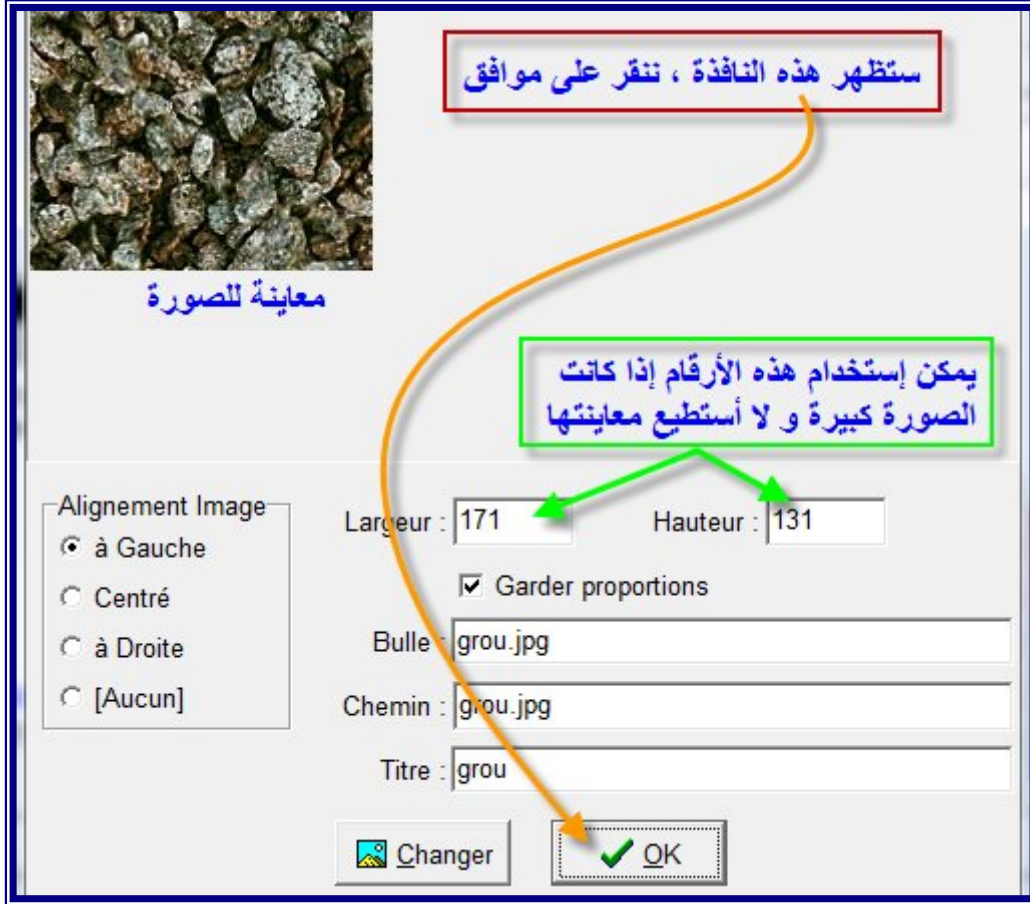 ستظهر هذه النافذة ، ننقر على موافق
معاينة للصورة
يمكن إستخدام هذه الأرقام إذا كانت
الصورة كبيرة و لا أستطيع معاينتها
Alignement Image
à Gauche
Centré
à Droite
[Aucun]
Largeur : 171 Hauteur : 131
Garder proportions
Bulle : grou.jpg
Chemin : grou.jpg
Titre : grou
Changer OK